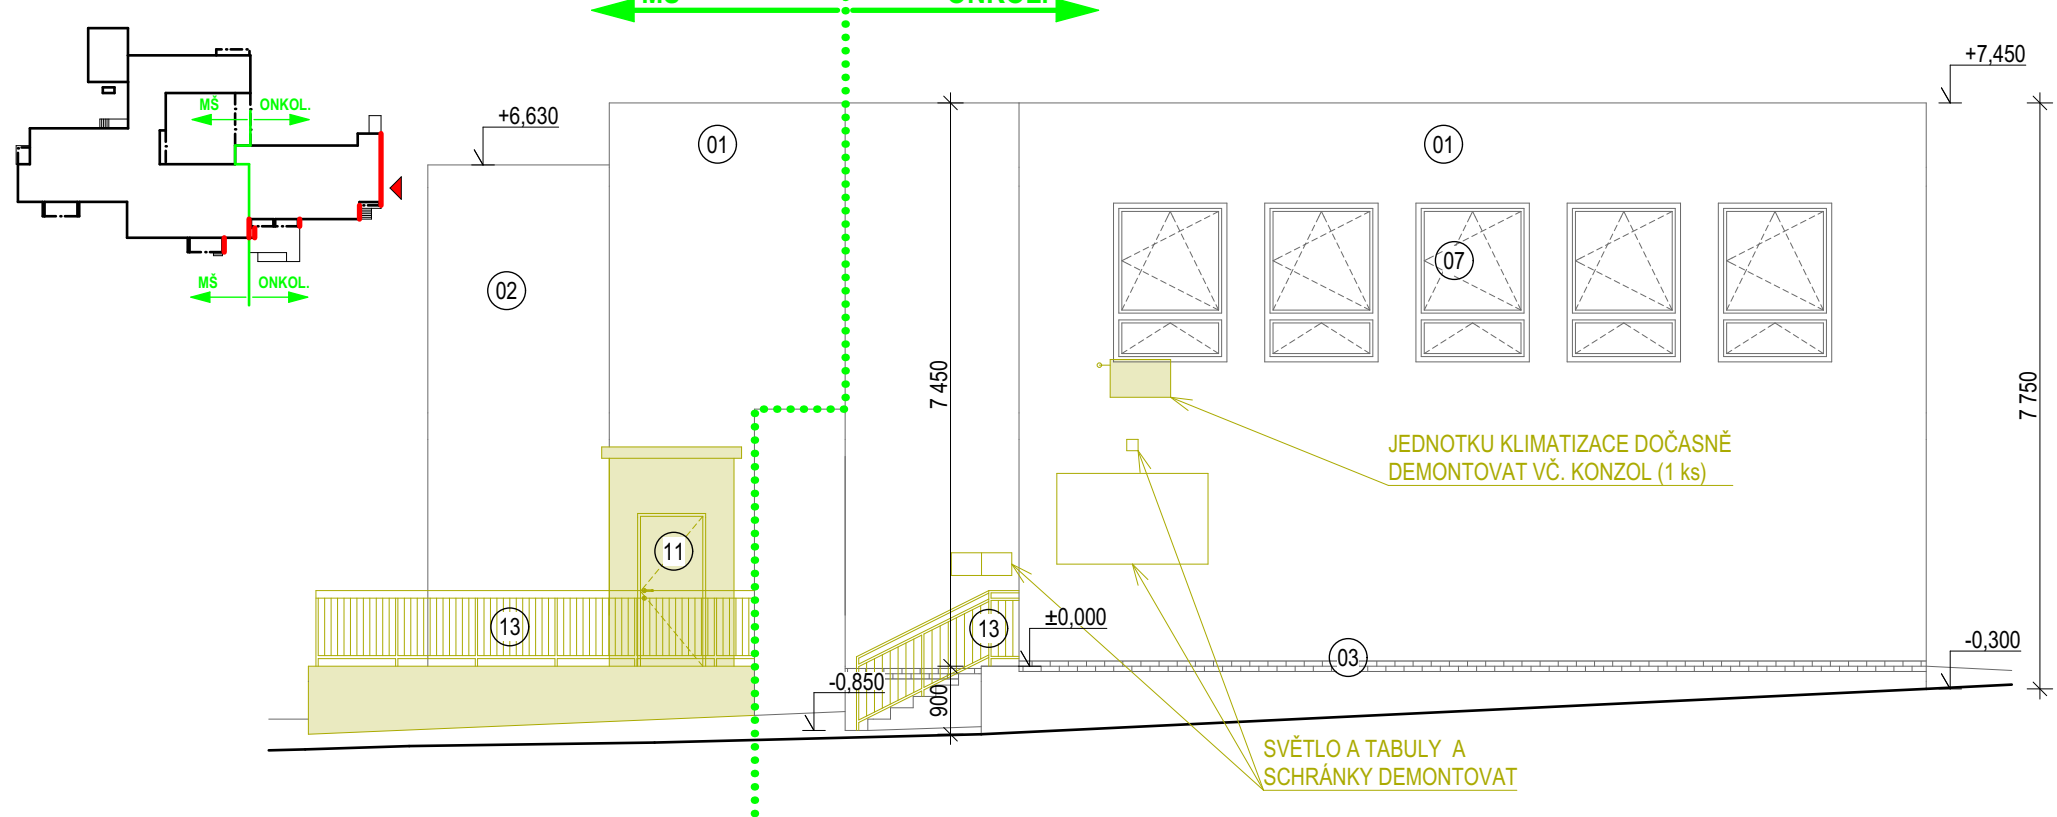 MŠ
ONKOL.
MŠ
ONKOL.
MŠ
ONKOL.
+6,630
+7,450
01
01
02
07
7 450
7 750
JEDNOTKU KLIMATIZACE DOČASNĚ
DEMONTOVAT VČ. KONZOL (1 ks)
11
13
13
±0,000
03
-0,300
-0,850
900
SVĚTLO A TABULY A
SCHRÁNKY DEMONTOVAT